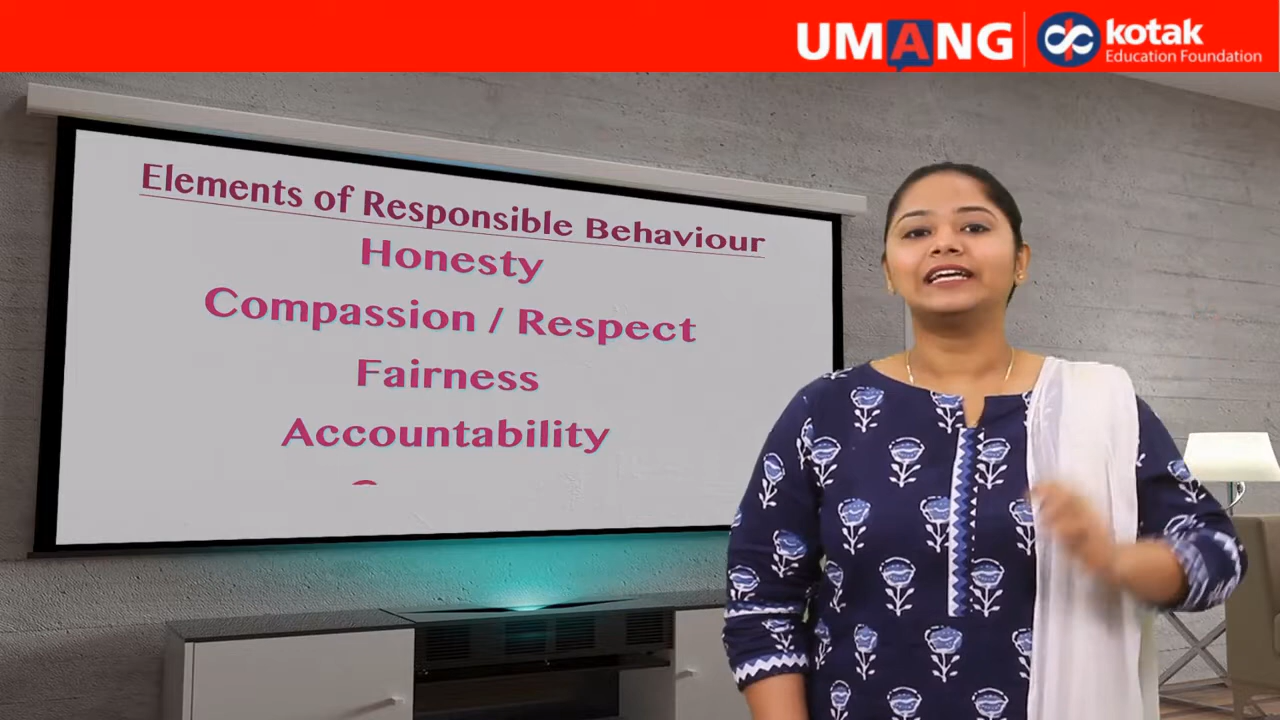 UMANG
kotak
Education Foundation
Elements of Responsible Behaviour
Honesty
Compassion / Respect
Fairness
Accountability